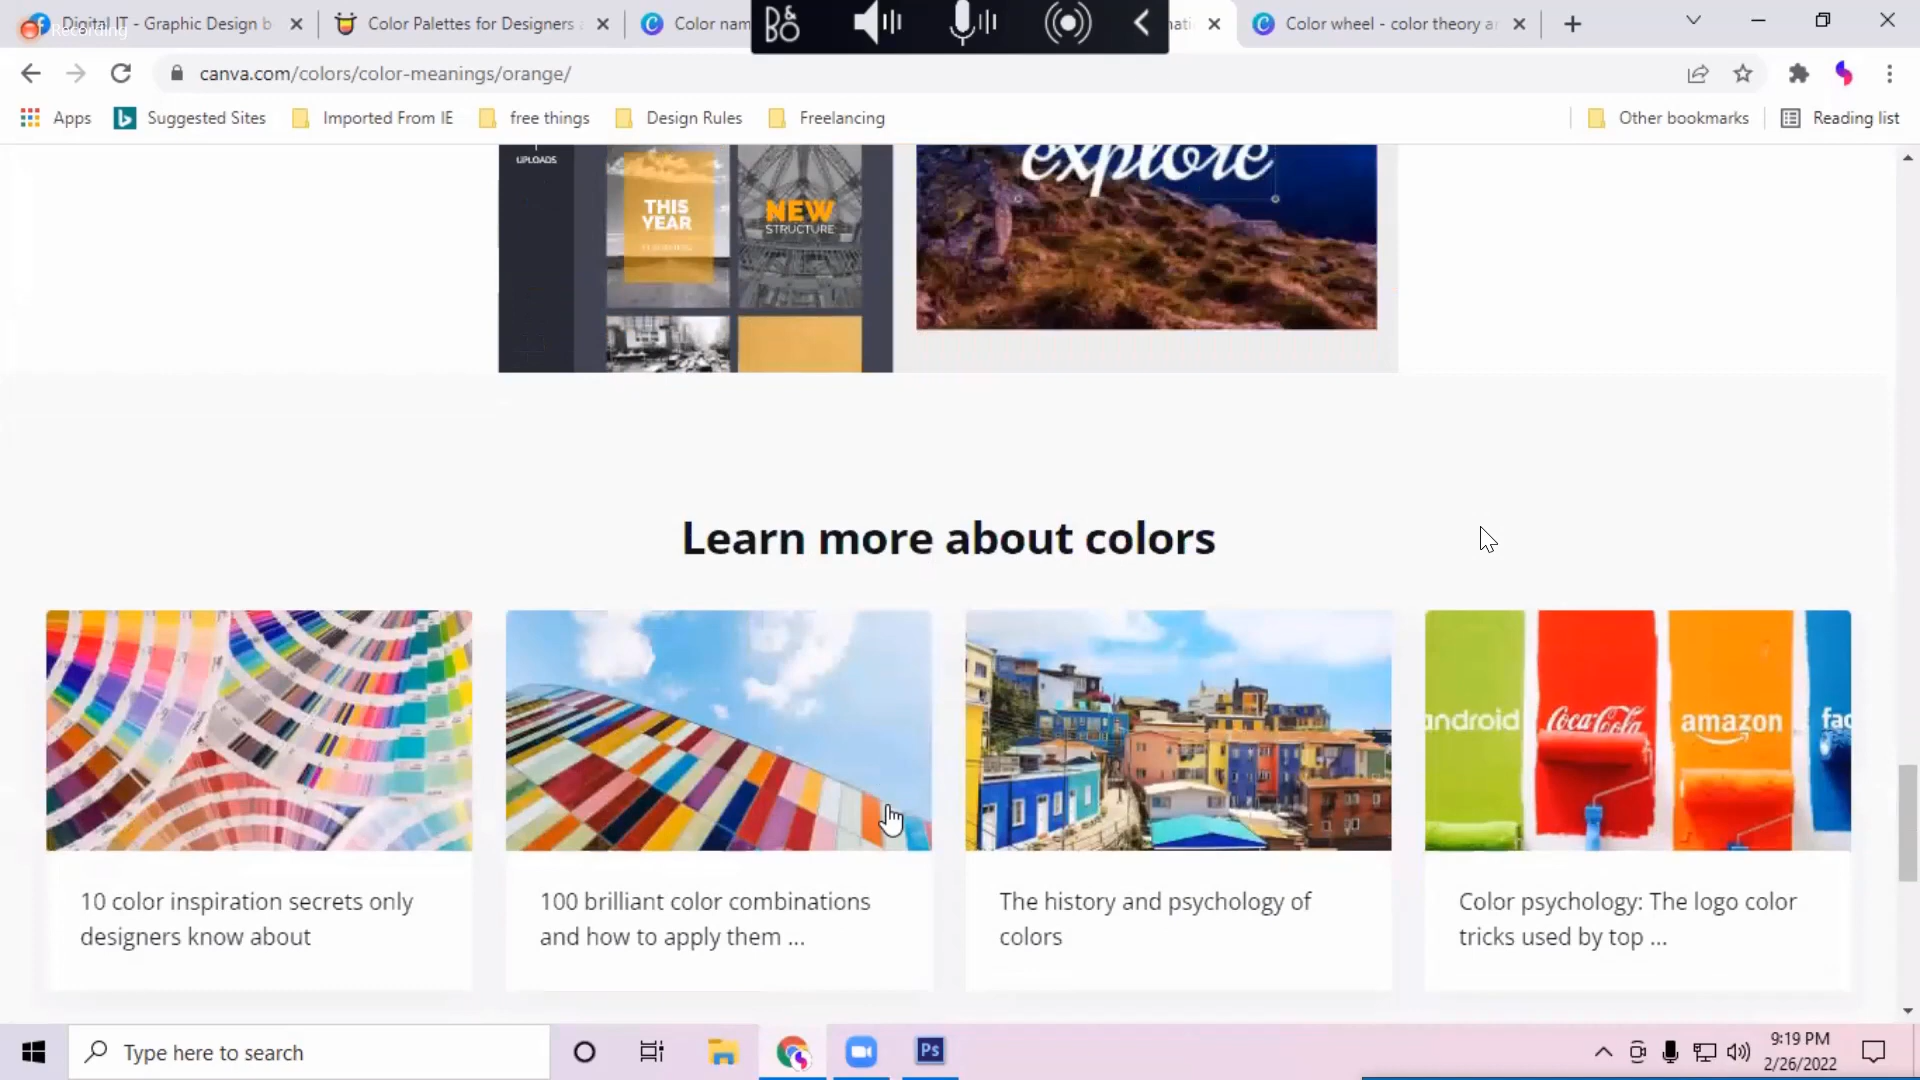 Recording
Digital IT - Graphic Design b
Color Palettes for Designers a
Color nam
Color wheel - color theory a
B&O
canva.com/colors/color-meanings/orange/
Apps
Suggested Sites
Imported From IE
free things
Design Rules
Freelancing
Other bookmarks
Reading list
UPLOADS
explore
THIS
YEAR
NEW
STRUCTURE
Learn more about colors
android
Coca-Cola
amazon
fac
10 color inspiration secrets only
designers know about
100 brilliant color combinations
and how to apply them ...
The history and psychology of
colors
Color psychology: The logo color
tricks used by top ...
Type here to search
Ps
9:19 PM
2/26/2022